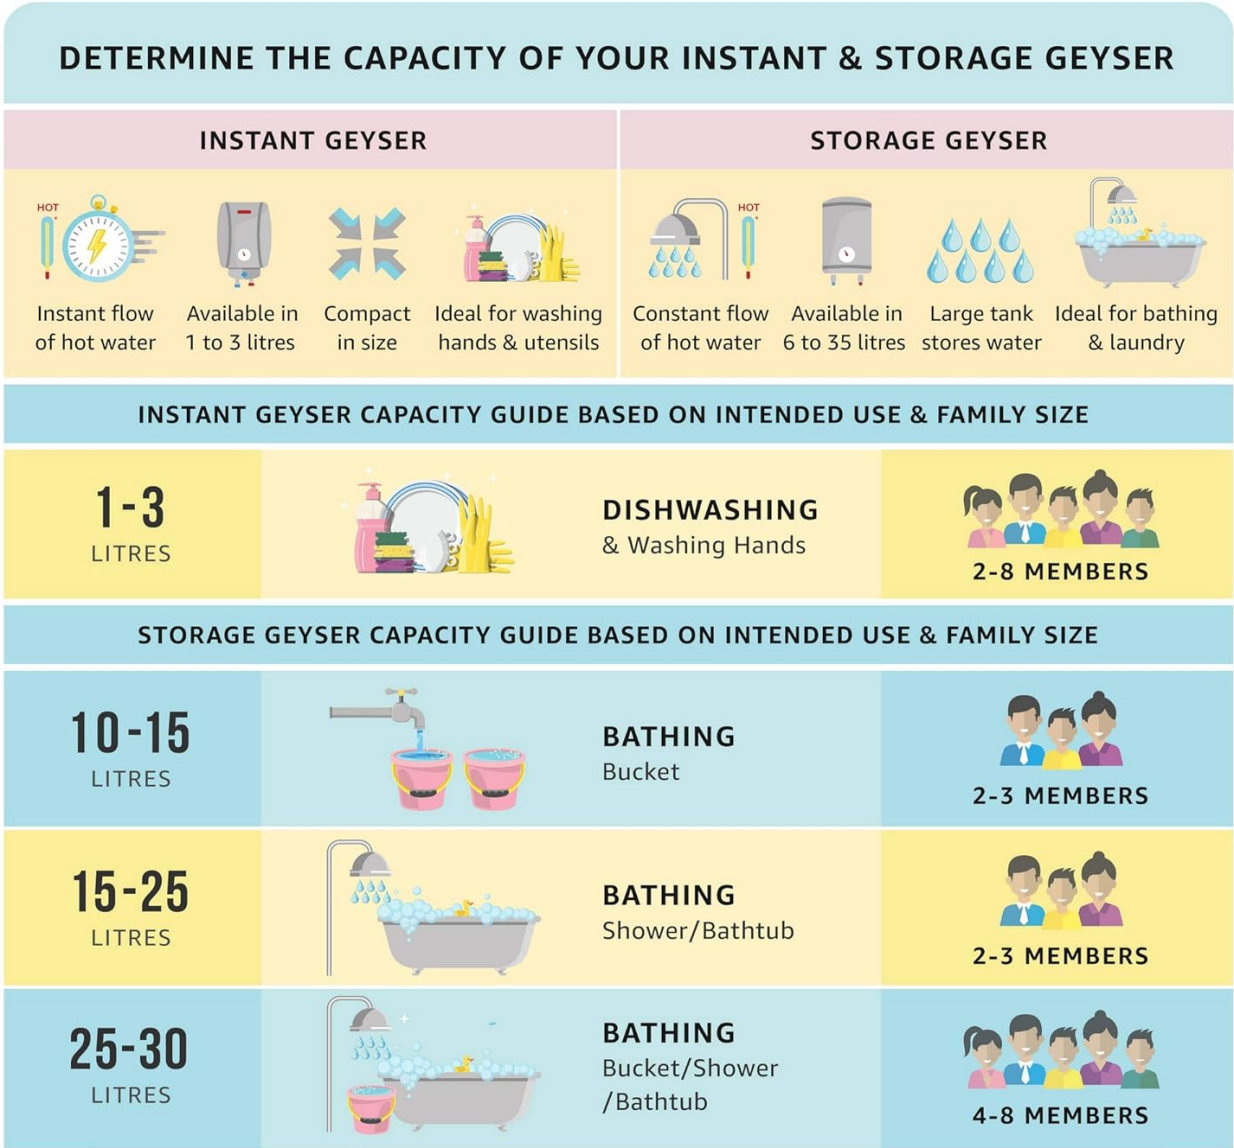 DETERMINE THE CAPACITY OF YOUR INSTANT & STORAGE GEYSER
INSTANT GEYSER
HOT
Instant flow
of hot water
Available in
1 to 3 litres
Compact
in size
Ideal for washing
hands & utensils
STORAGE GEYSER
HOT
Constant flow
of hot water
Available in
6 to 35 litres
Large tank
stores water
Ideal for bathing
& laundry
INSTANT GEYSER CAPACITY GUIDE BASED ON INTENDED USE & FAMILY SIZE
1-3
LITRES
DISHWASHING
& Washing Hands
2-8 MEMBERS
STORAGE GEYSER CAPACITY GUIDE BASED ON INTENDED USE & FAMILY SIZE
10-15
LITRES
BATHING
Bucket
2-3 MEMBERS
15-25
LITRES
BATHING
Shower/Bathtub
2-3 MEMBERS
25-30
LITRES
BATHING
Bucket/Shower
/Bathtub
4-8 MEMBERS